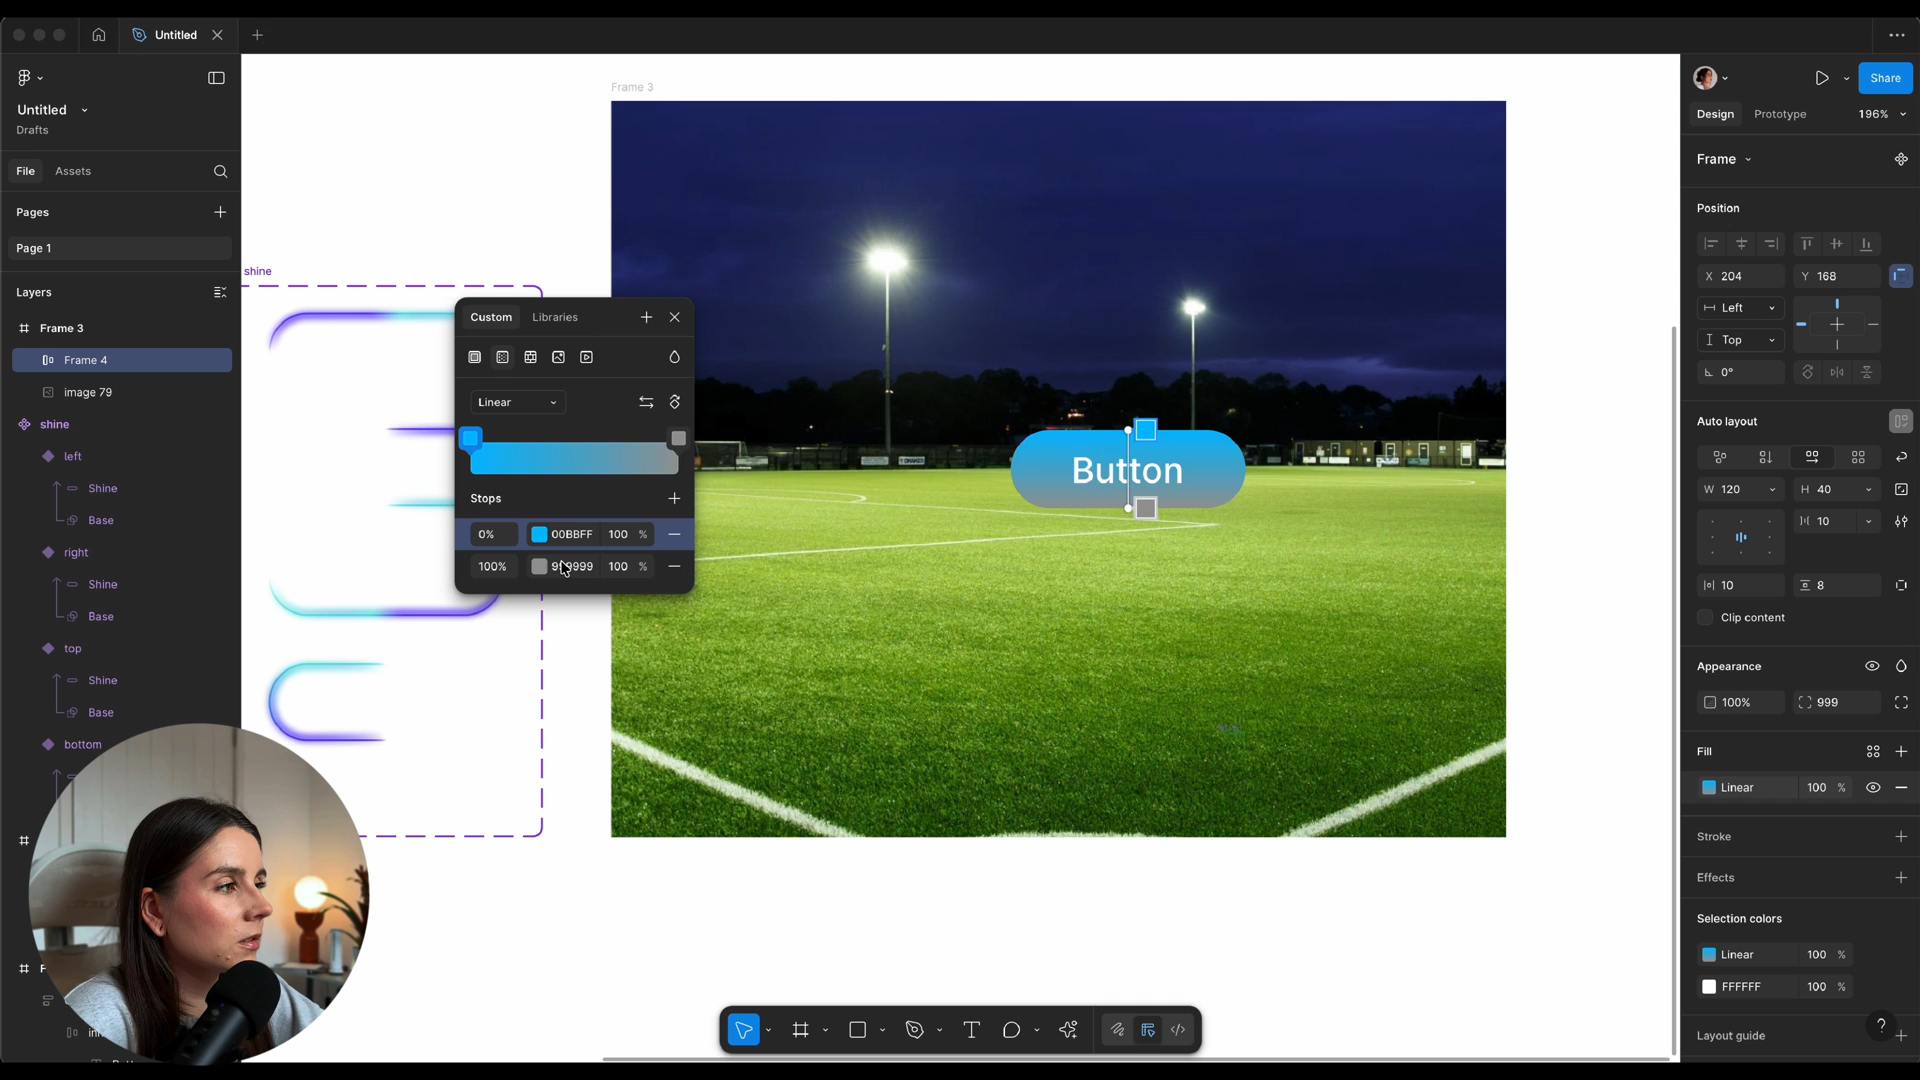 Untitled
Untitled
Drafts
File
Assets
Pages
Page 1
Layers
Frame 3
Frame 4
image 79
shine
left
Shine
Base
right
Shine
Base
top
Shine
Base
bottom
shine
Frame 3
Custom
Libraries
Linear
Stops
0%
00BBFF
100
%
100%
100
%
Button
Share
Design
Prototype
196%
Frame
Position
X 204
Y 168
Left
Top
0°
Auto layout
W 120
H 40
10
10
8
Clip content
Appearance
100%
999
Fill
Linear
100
%
Stroke
Effects
Selection colors
Linear
100
%
FFFFFF
100
%
Layout guide
?